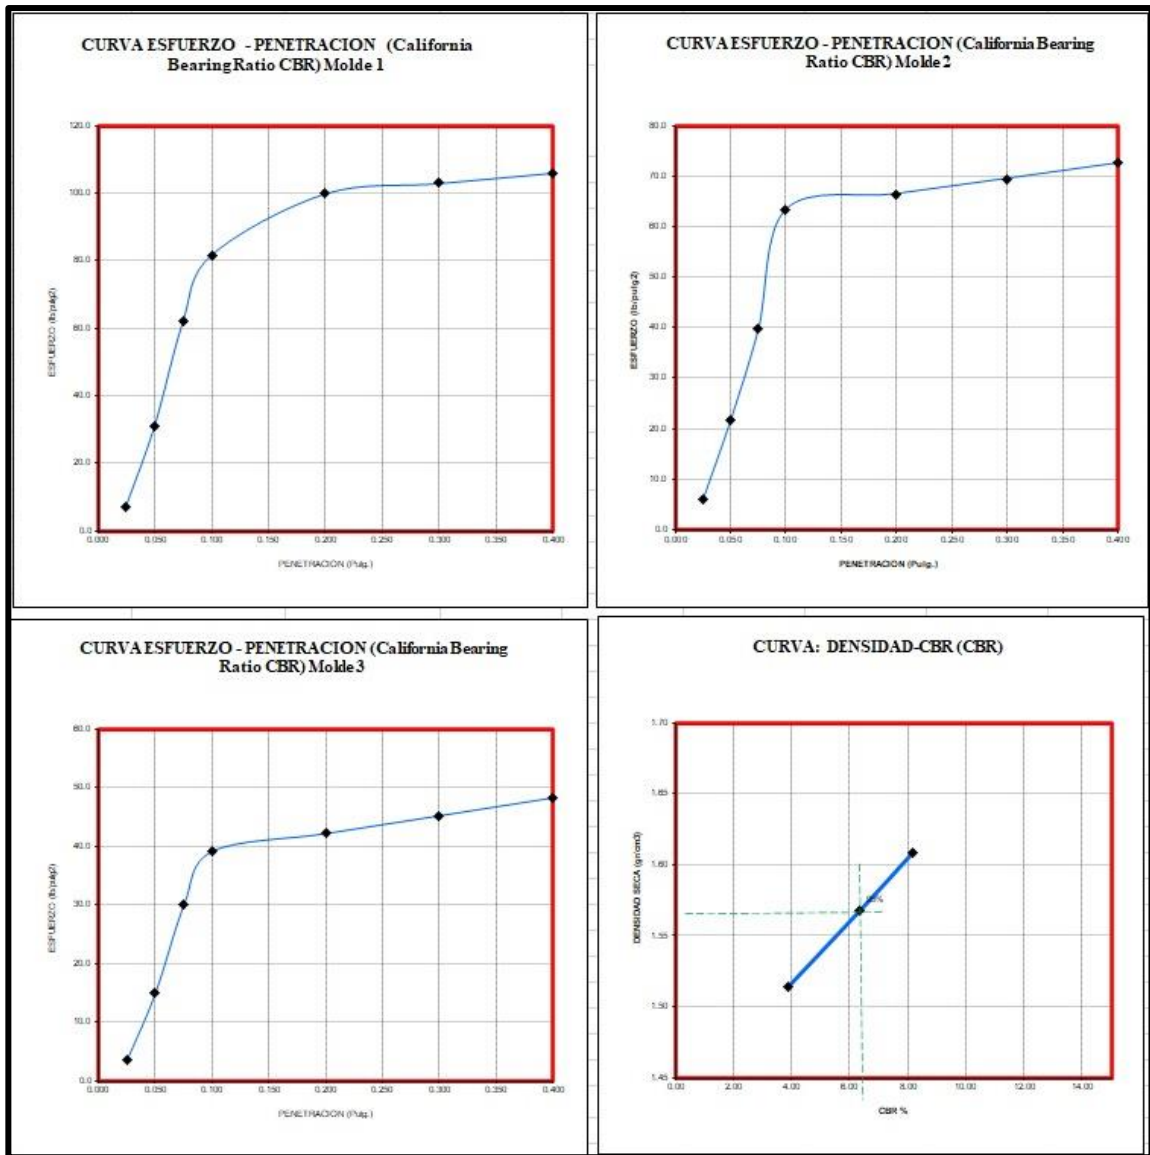 CURVA ESFUERZO - PENETRACION (California
Bearing Ratio CBR) Molde 1
120.0
100.0
80.0
60.0
40.0
20.0
0.0
ESFUERZO (lb/pulg2)
0.000 0.050 0.100 0.150 0.200 0.250 0.300 0.350 0.400
PENETRACION (Pulg.)
CURVA ESFUERZO - PENETRACION (California Bearing
Ratio CBR) Molde 2
80.0
70.0
60.0
50.0
40.0
30.0
20.0
10.0
0.0
ESFUERZO (lb/pulg2)
0.000 0.050 0.100 0.150 0.200 0.250 0.300 0.350 0.400
PENETRACION (Pulg.)
CURVA ESFUERZO - PENETRACION (California Bearing
Ratio CBR) Molde 3
60.0
50.0
40.0
30.0
20.0
10.0
0.0
ESFUERZO (lb/pulg2)
0.000 0.050 0.100 0.150 0.200 0.250 0.300 0.350 0.400
PENETRACION (Pulg.)
CURVA: DENSIDAD-CBR (CBR)
1.70
1.65
1.60
1.55
1.50
1.45
DENSIDAD SECA (gr/cm3)
0.00 2.00 4.00 6.00 8.00 10.00 12.00 14.00
CBR %